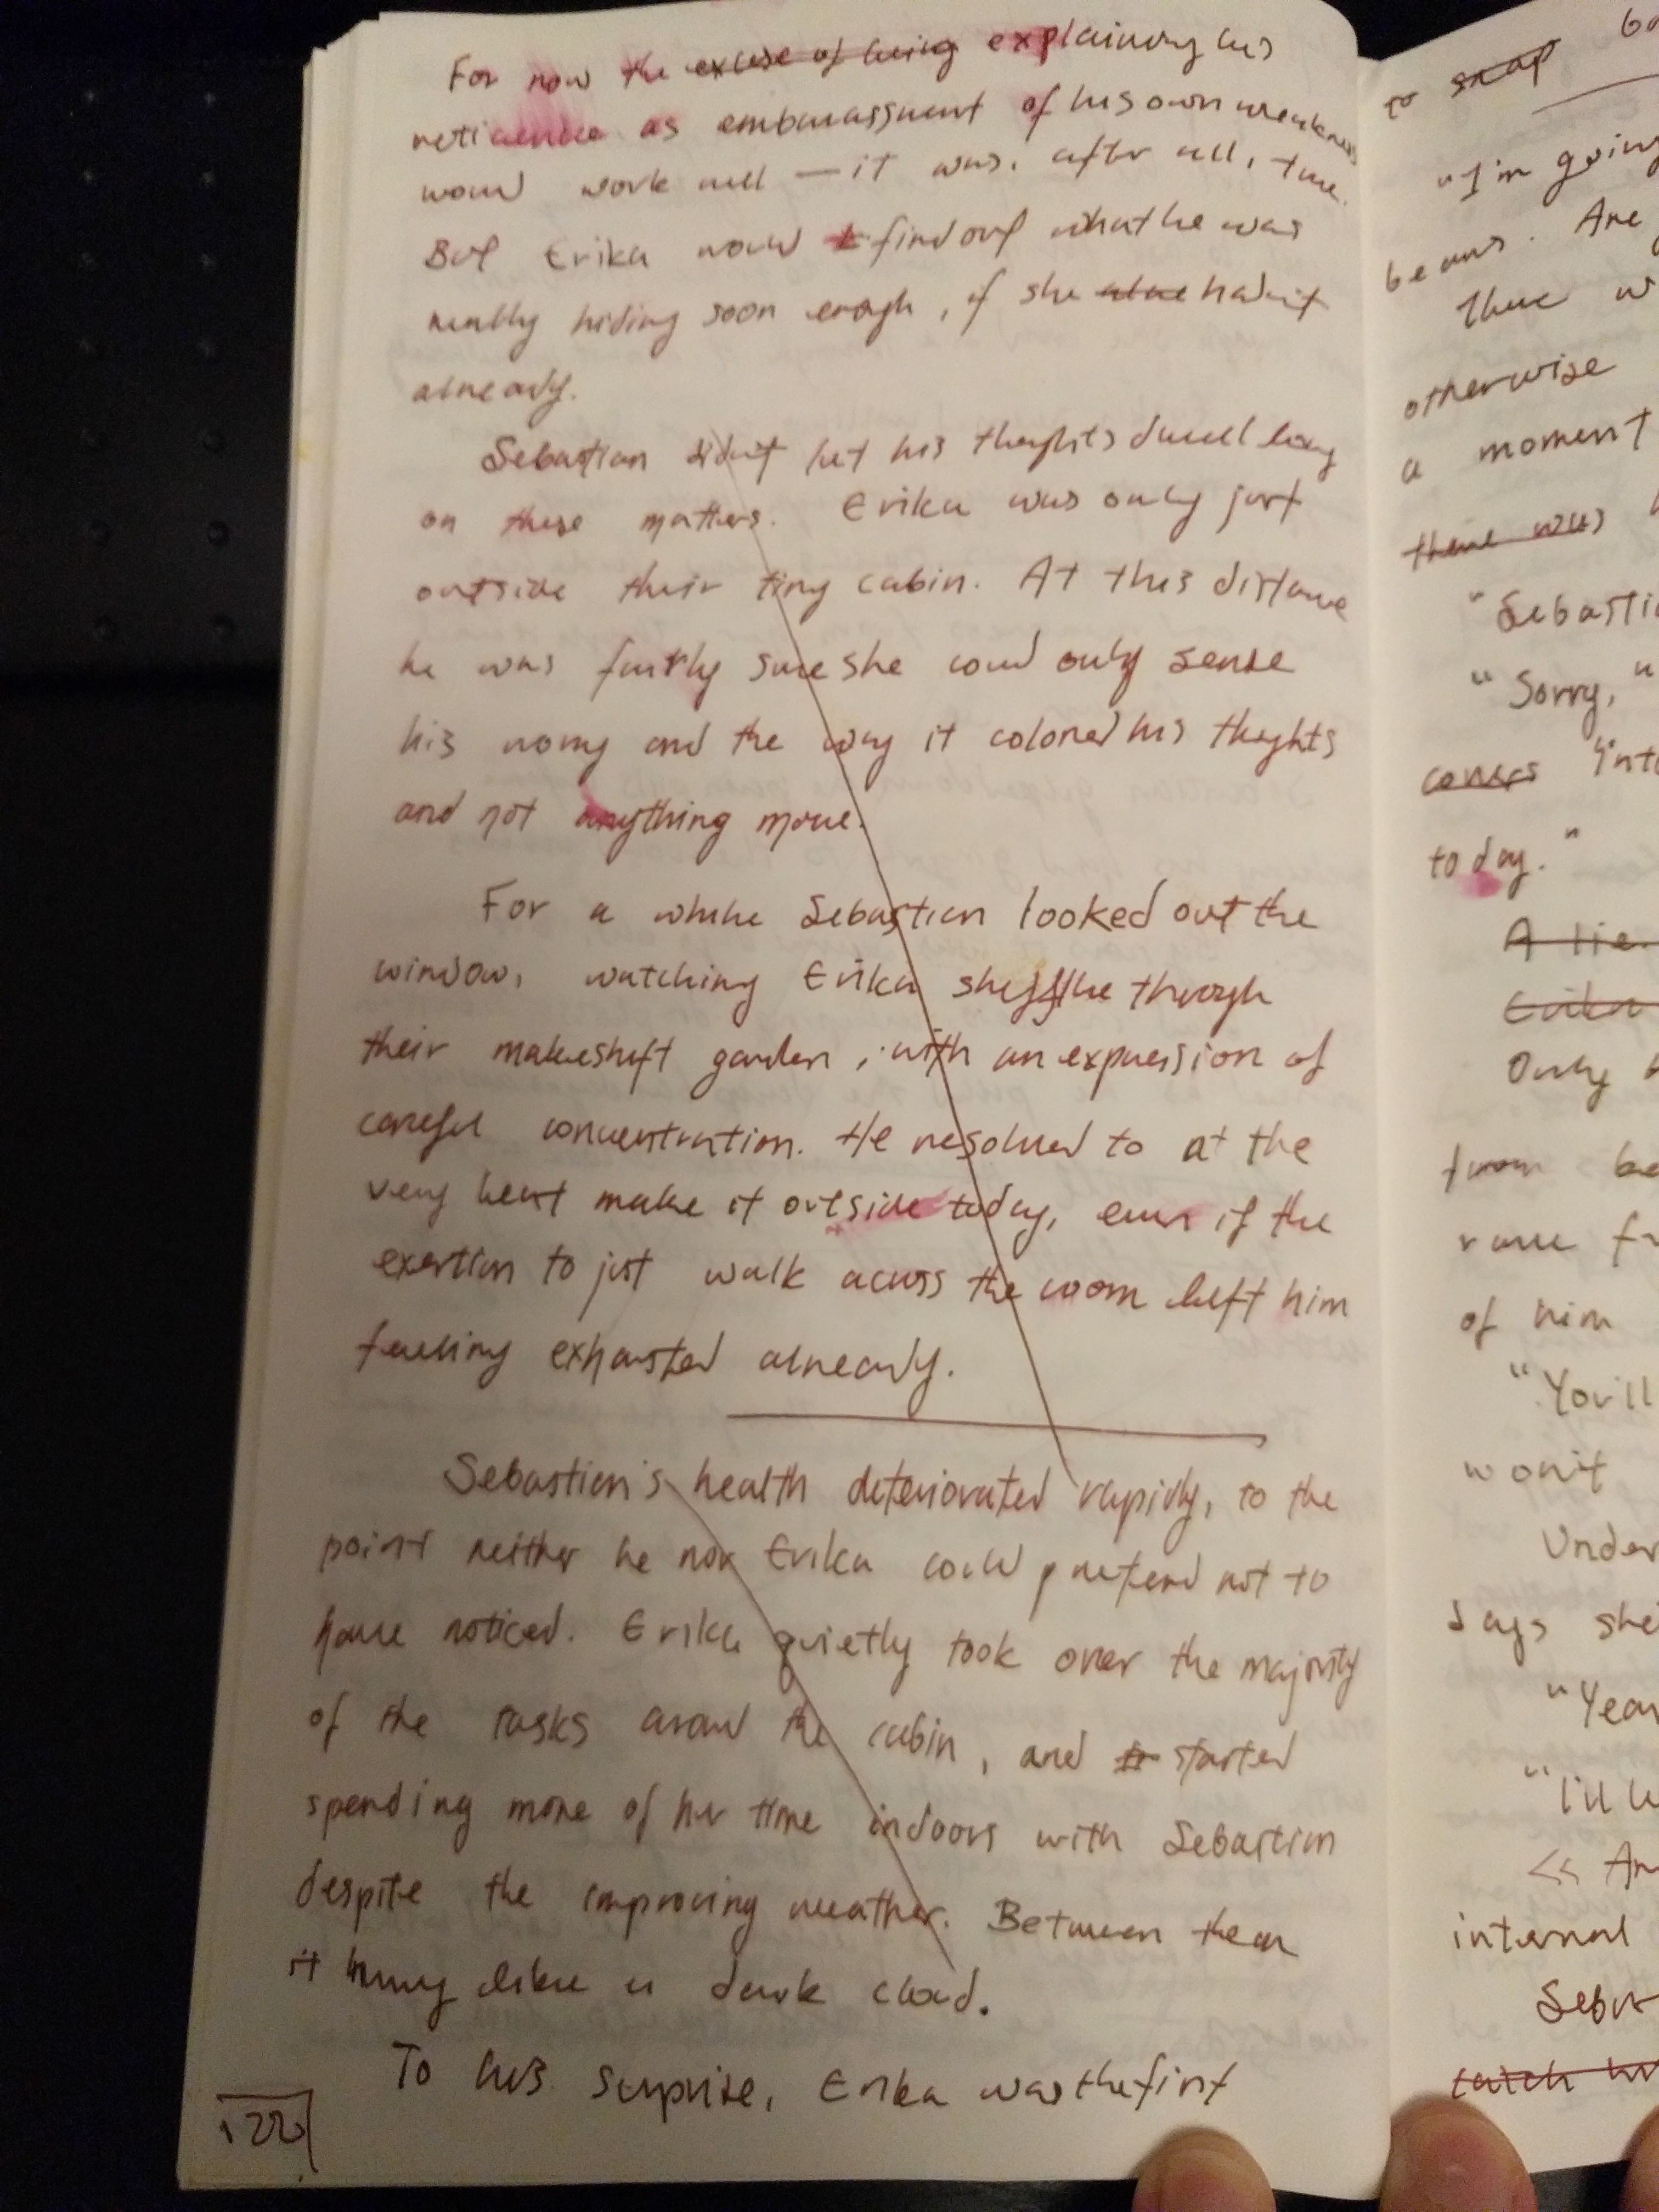 For now the excuse of being explaining his
reticence as embarrassment of his own weakness
would work well — it was, after all, true.
But Erika would find out what he was
really hiding soon enough, if she hadn't
already.
Sebastian didn't let his thoughts dwell long
on these matters. Erika was only just
outside their tiny cabin. At this distance
he was fairly sure she could only sense
his worry and the way it colored his thoughts
and not anything more.
For a while Sebastian looked out the
window, watching Erika shuffle through
their makeshift garden, with an expression of
careful concentration. He resolved to at the
very least make it outside today, even if the
exertion to just walk across the room left him
feeling exhausted already.
Sebastian's health deteriorated rapidly, to the
point neither he nor Erika could pretend not to
have noticed. Erika quietly took over the majority
of the tasks around the cabin, and started
spending more of her time indoors with Sebastian
despite the improving weather. Between them
it hung like a dark cloud.
To his surprise, Erika was the first
122
to snap
"I'm going
beans. Are
There w
otherwise
a moment
there was
"Sebasti
"Sorry,"
"int
today."
A lie.
Erika
Only
from be
of him
"You'll
won't
Under
days she
"Yeah
"I'll
<< An
internal
Sebas